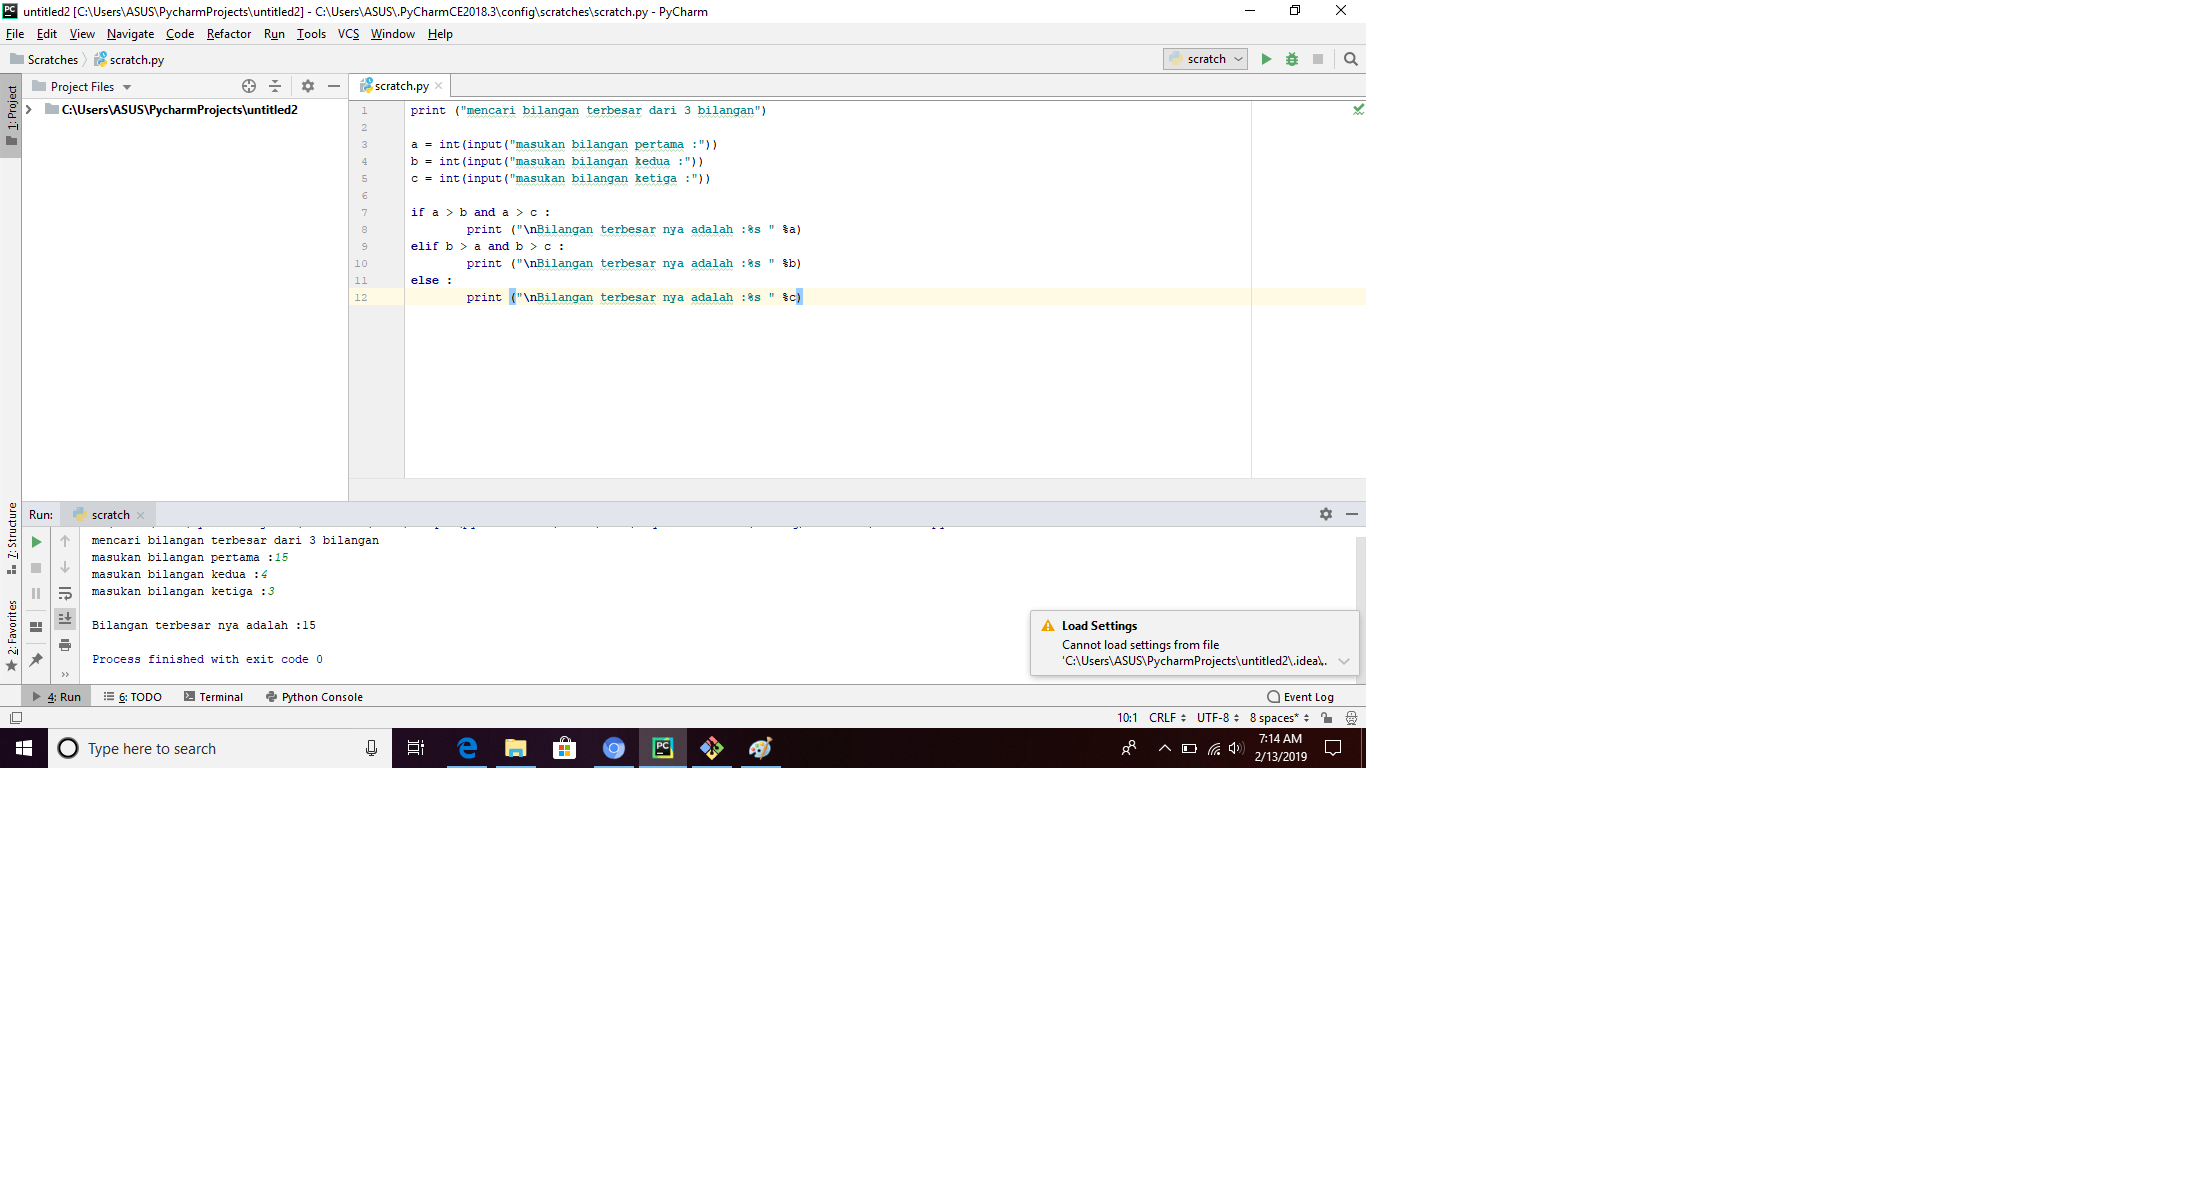 untitled2 [C:\Users\ASUS\PycharmProjects\untitled2] - C:\Users\ASUS\.PyCharmCE2018.3\config\scratches\scratch.py - PyCharm
File Edit View Navigate Code Refactor Run Tools VCS Window Help
Scratches scratch.py scratch
1: Project
Project Files scratch.py
C:\Users\ASUS\PycharmProjects\untitled2
1 print ("mencari bilangan terbesar dari 3 bilangan")
2
3 a = int(input("masukan bilangan pertama :"))
4 b = int(input("masukan bilangan kedua :"))
5 c = int(input("masukan bilangan ketiga :"))
6
7 if a > b and a > c :
8 print ("\nBilangan terbesar nya adalah :%s " %a)
9 elif b > a and b > c :
10 print ("\nBilangan terbesar nya adalah :%s " %b)
11 else :
12 print ("\nBilangan terbesar nya adalah :%s " %c)
7: Structure
2: Favorites
Run: scratch
mencari bilangan terbesar dari 3 bilangan
masukan bilangan pertama :15
masukan bilangan kedua :4
masukan bilangan ketiga :3
Bilangan terbesar nya adalah :15
Process finished with exit code 0
Load Settings
Cannot load settings from file
'C:\Users\ASUS\PycharmProjects\untitled2\.idea\..
4: Run 6: TODO Terminal Python Console Event Log
10:1 CRLF UTF-8 8 spaces*
Type here to search
7:14 AM
2/13/2019